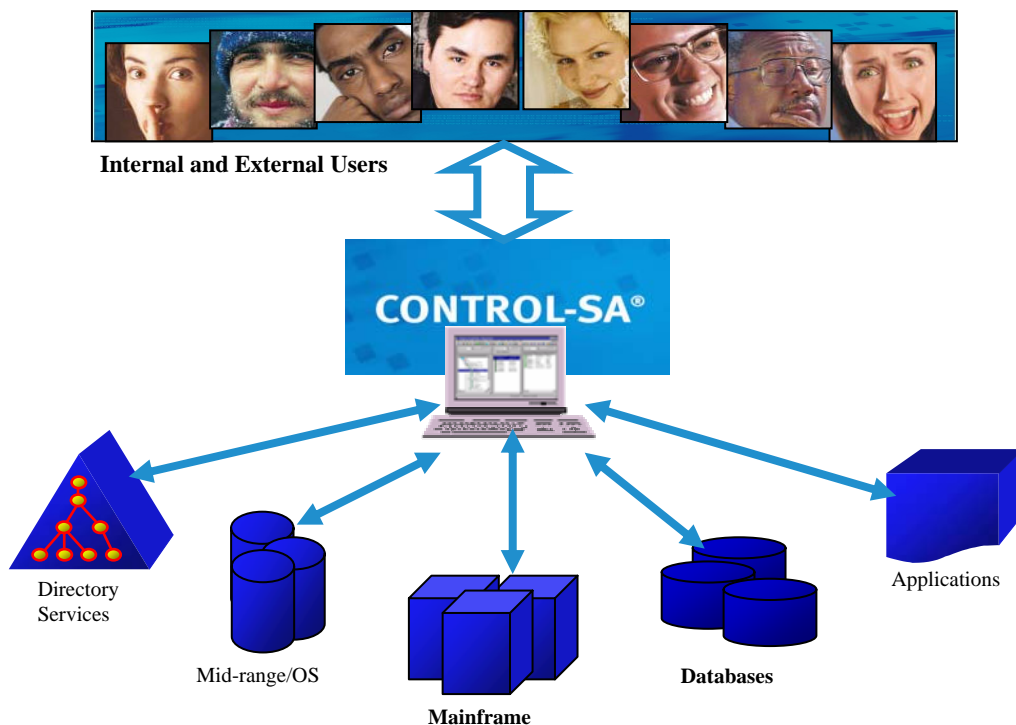 Internal and External Users
CONTROL-SA®
Directory
Services
Applications
Mid-range/OS
Databases
Mainframe